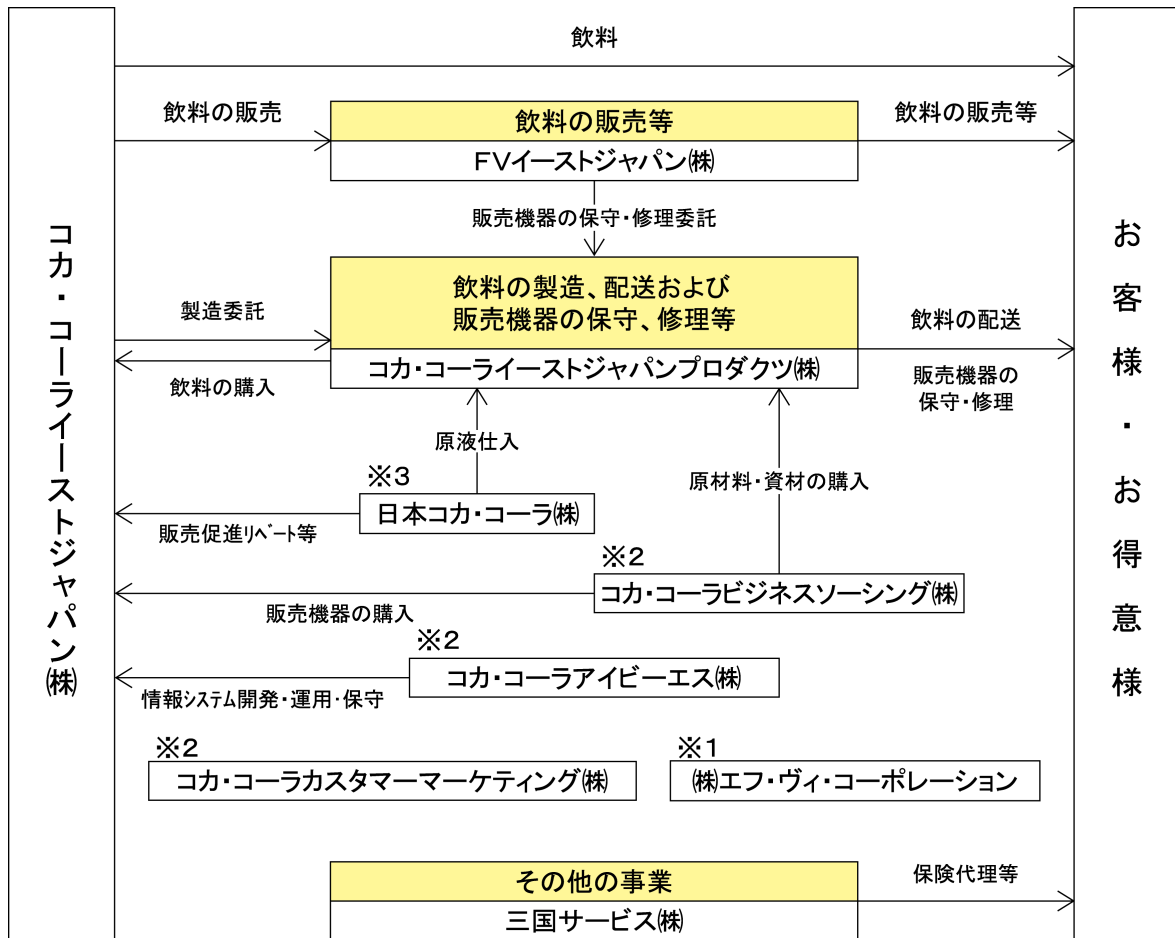 飲料
飲料の販売
飲料の販売等
飲料の販売等
FVイーストジャパン㈱
販売機器の保守・修理委託
コカ・コーライーストジャパン㈱
お客様・お得意様
飲料の製造、配送および
販売機器の保守、修理等
製造委託
飲料の配送
コカ・コーライーストジャパンプロダクツ㈱
飲料の購入
販売機器の
保守・修理
原液仕入
※3
原材料・資材の購入
日本コカ・コーラ㈱
販売促進ﾘﾍﾞｰﾄ等
※2
コカ・コーラビジネスソーシング㈱
販売機器の購入
※2
コカ・コーラアイビーエス㈱
情報ｼｽﾃﾑ開発・運用・保守
※2
コカ・コーラカスタマーマーケティング㈱
※1
㈱エフ・ヴィ・コーポレーション
その他の事業
保険代理等
三国サービス㈱